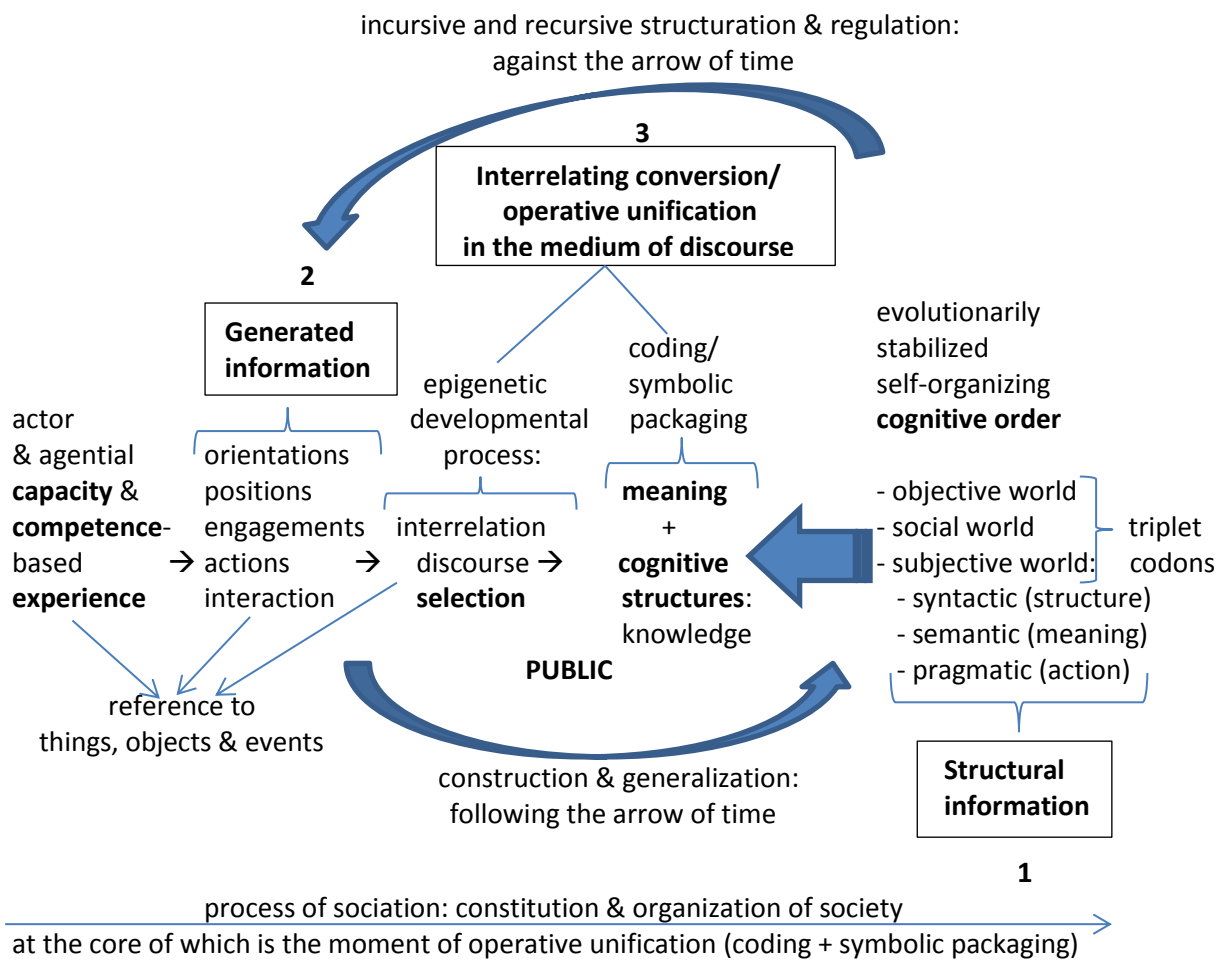 incursive and recursive structuration & regulation:
against the arrow of time
3
Interrelating conversion/
operative unification
in the medium of discourse
2
Generated
information
epigenetic
developmental
process:
coding/
symbolic
packaging
evolutionarily
stabilized
self-organizing
cognitive order
actor
& agential
capacity &
competence-
based
experience
→
orientations
positions
engagements
actions
interaction
→
interrelation
discourse →
selection
meaning
+
cognitive
structures:
knowledge
- objective world
- social world
- subjective world:
- syntactic (structure)
- semantic (meaning)
- pragmatic (action)
triplet
codons
PUBLIC
reference to
things, objects & events
construction & generalization:
following the arrow of time
Structural
information
1
process of sociation: constitution & organization of society
at the core of which is the moment of operative unification (coding + symbolic packaging)